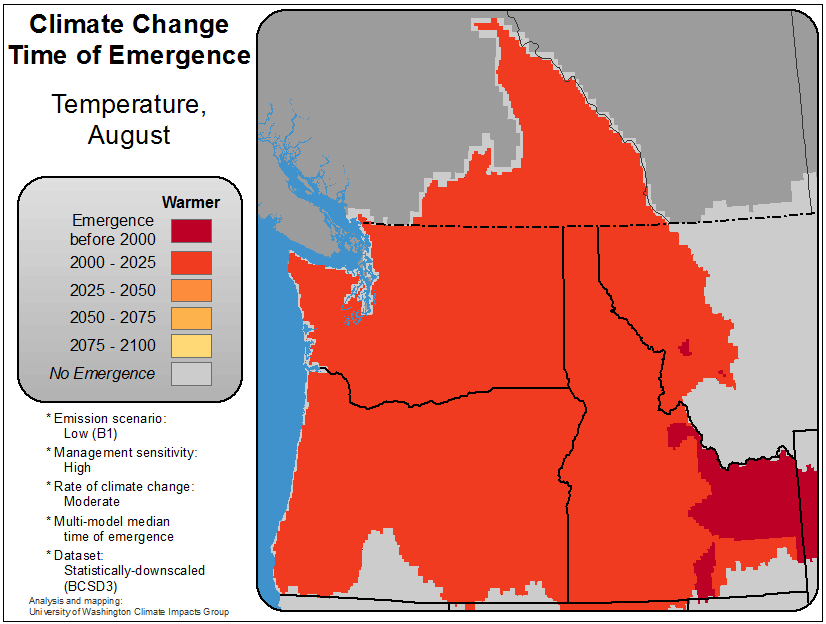 Climate Change
Time of Emergence
Temperature,
August
Warmer
Emergence
before 2000
2000 - 2025
2025 - 2050
2050 - 2075
2075 - 2100
No Emergence
* Emission scenario:
Low (B1)
* Management sensitivity:
High
* Rate of climate change:
Moderate
* Multi-model median
time of emergence
* Dataset:
Statistically-downscaled
(BCSD3)
Analysis and mapping:
University of Washington Climate Impacts Group